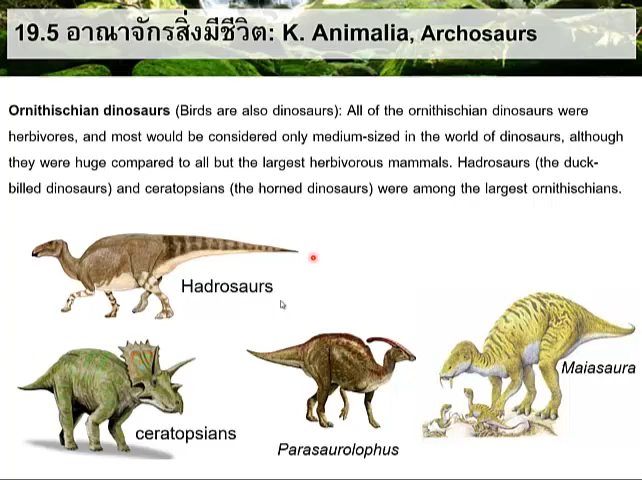 19.5 อาณาจักรสิ่งมีชีวิต: K. Animalia, Archosaurs
Ornithischian dinosaurs (Birds are also dinosaurs): All of the ornithischian dinosaurs were
herbivores, and most would be considered only medium-sized in the world of dinosaurs, although
they were huge compared to all but the largest herbivorous mammals. Hadrosaurs (the duck-
billed dinosaurs) and ceratopsians (the horned dinosaurs) were among the largest ornithischians.
Hadrosaurs
Maiasaura
ceratopsians
Parasaurolophus